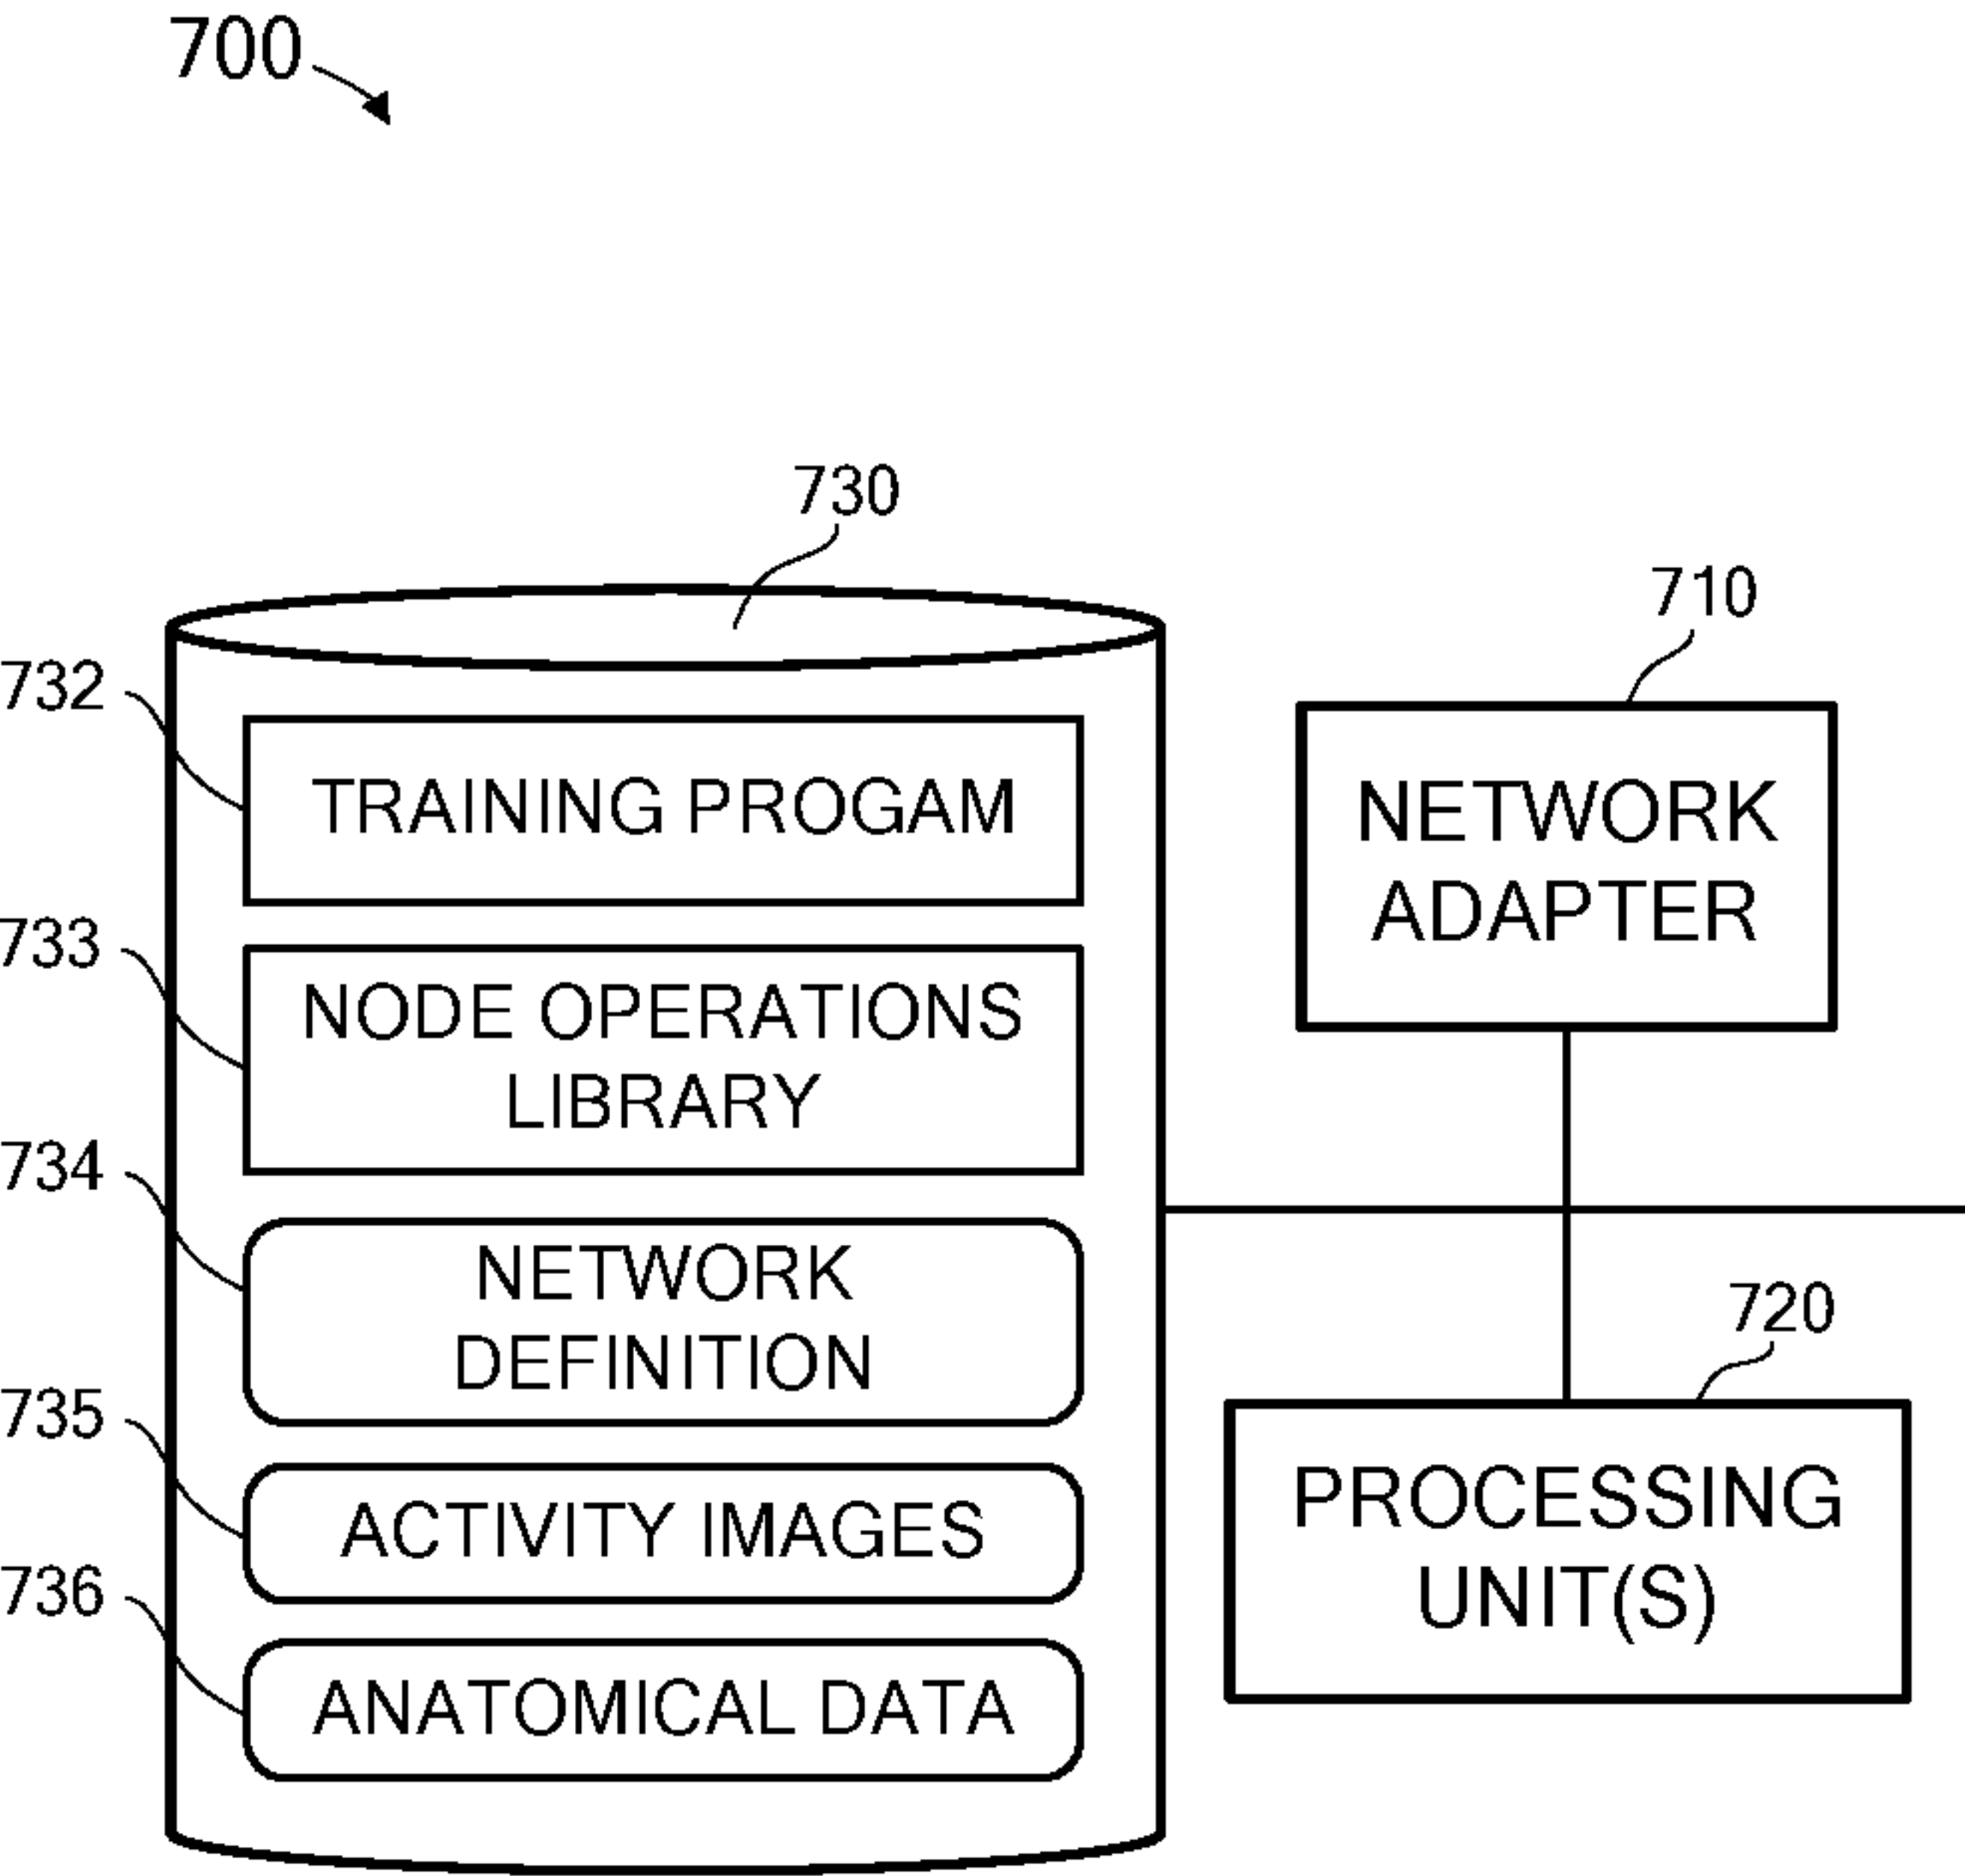 700
730
710
732
TRAINING PROGAM
NETWORK
ADAPTER
733
NODE OPERATIONS
LIBRARY
734
NETWORK
DEFINITION
720
735
ACTIVITY IMAGES
PROCESSING
UNIT(S)
736
ANATOMICAL DATA